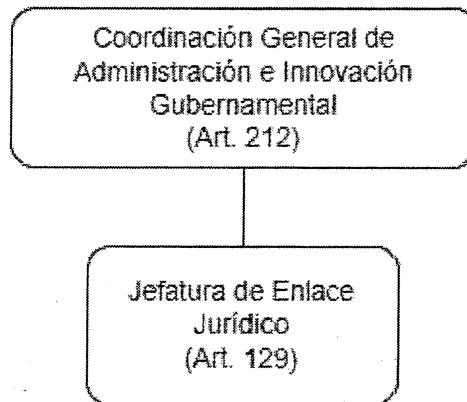 Coordinación General de
Administración e Innovación
Gubernamental
(Art. 212)
Jefatura de Enlace
Jurídico
(Art. 129)